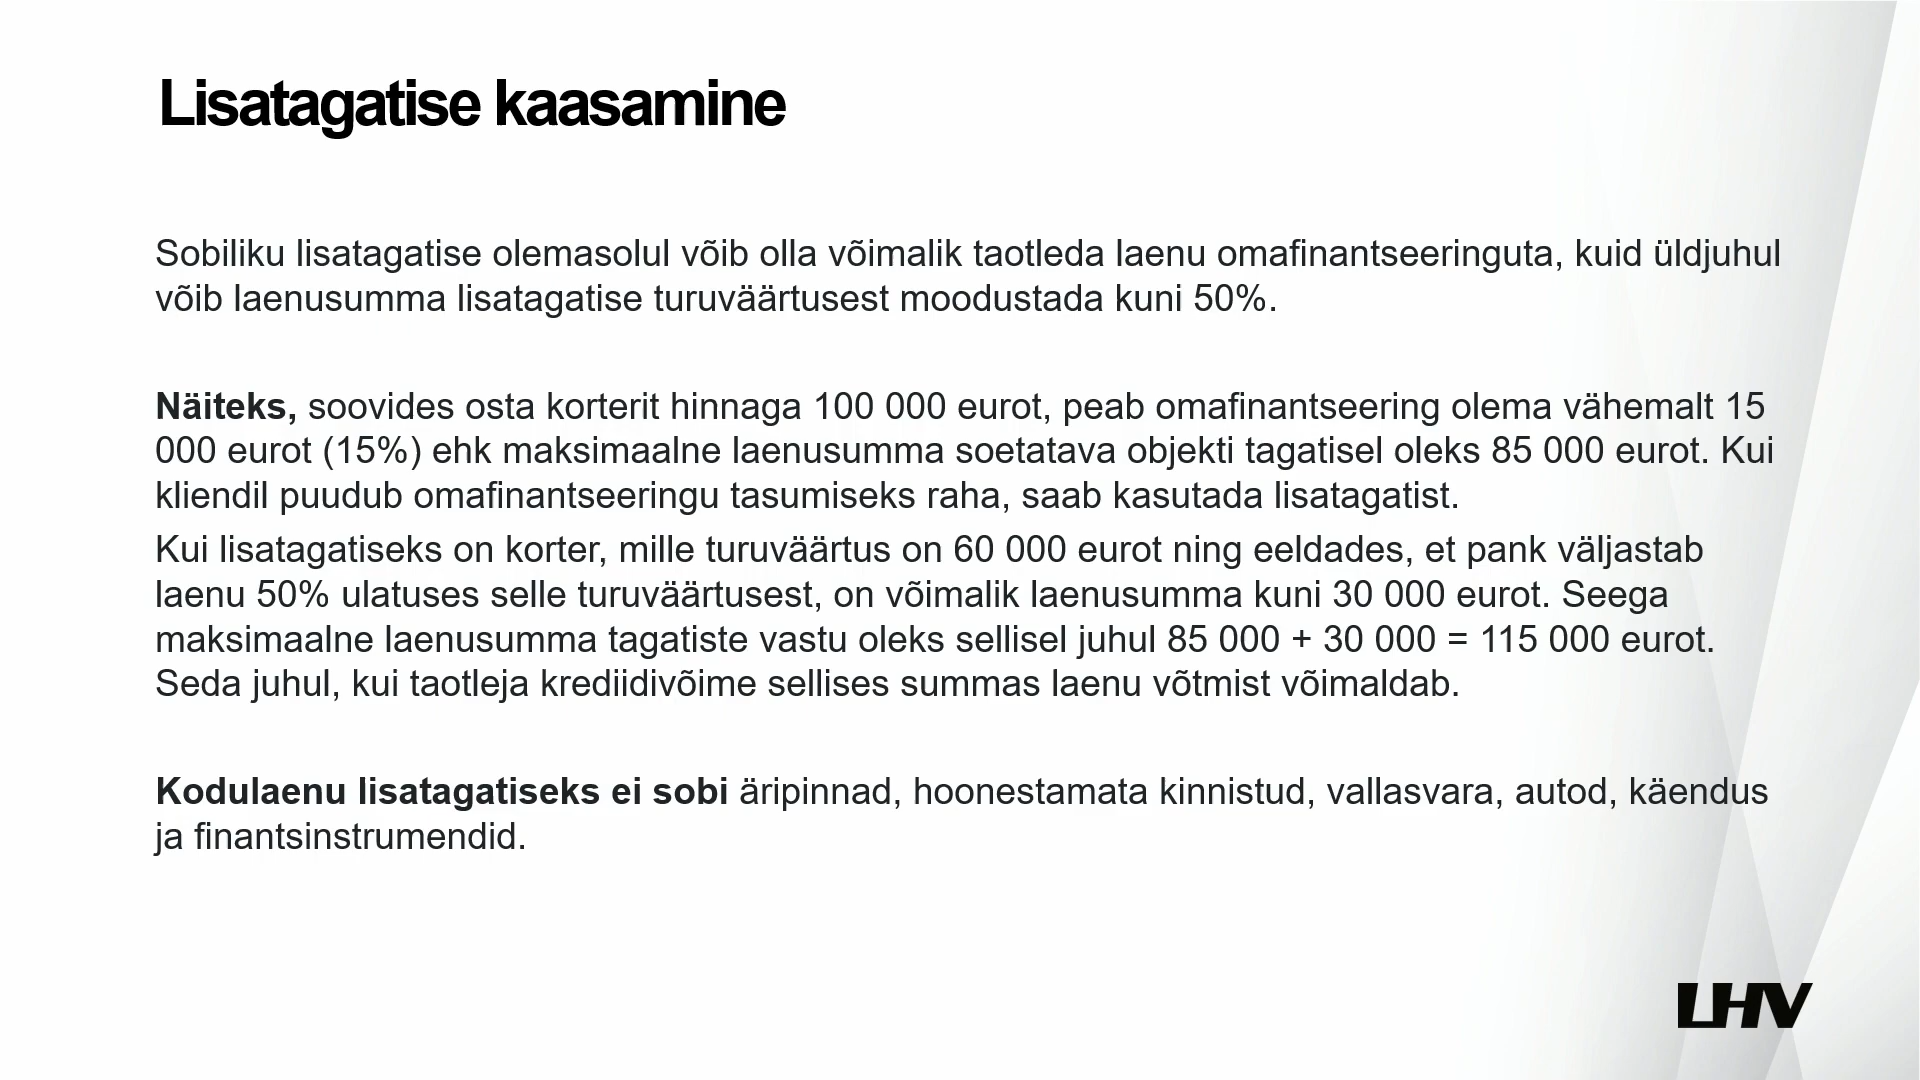 Lisatagatise kaasamine
Sobiliku lisatagatise olemasolul võib olla võimalik taotleda laenu omafinantseeringuta, kuid üldjuhul
võib laenusumma lisatagatise turuväärtusest moodustada kuni 50%.
Näiteks, soovides osta korterit hinnaga 100 000 eurot, peab omafinantseering olema vähemalt 15
000 eurot (15%) ehk maksimaalne laenusumma soetatava objekti tagatisel oleks 85 000 eurot. Kui
kliendil puudub omafinantseeringu tasumiseks raha, saab kasutada lisatagatist.
Kui lisatagatiseks on korter, mille turuväärtus on 60 000 eurot ning eeldades, et pank väljastab
laenu 50% ulatuses selle turuväärtusest, on võimalik laenusumma kuni 30 000 eurot. Seega
maksimaalne laenusumma tagatiste vastu oleks sellisel juhul 85 000 + 30 000 = 115 000 eurot.
Seda juhul, kui taotleja krediidivõime sellises summas laenu võtmist võimaldab.
Kodulaenu lisatagatiseks ei sobi äripinnad, hoonestamata kinnistud, vallasvara, autod, käendus
ja finantsinstrumendid.
LHV